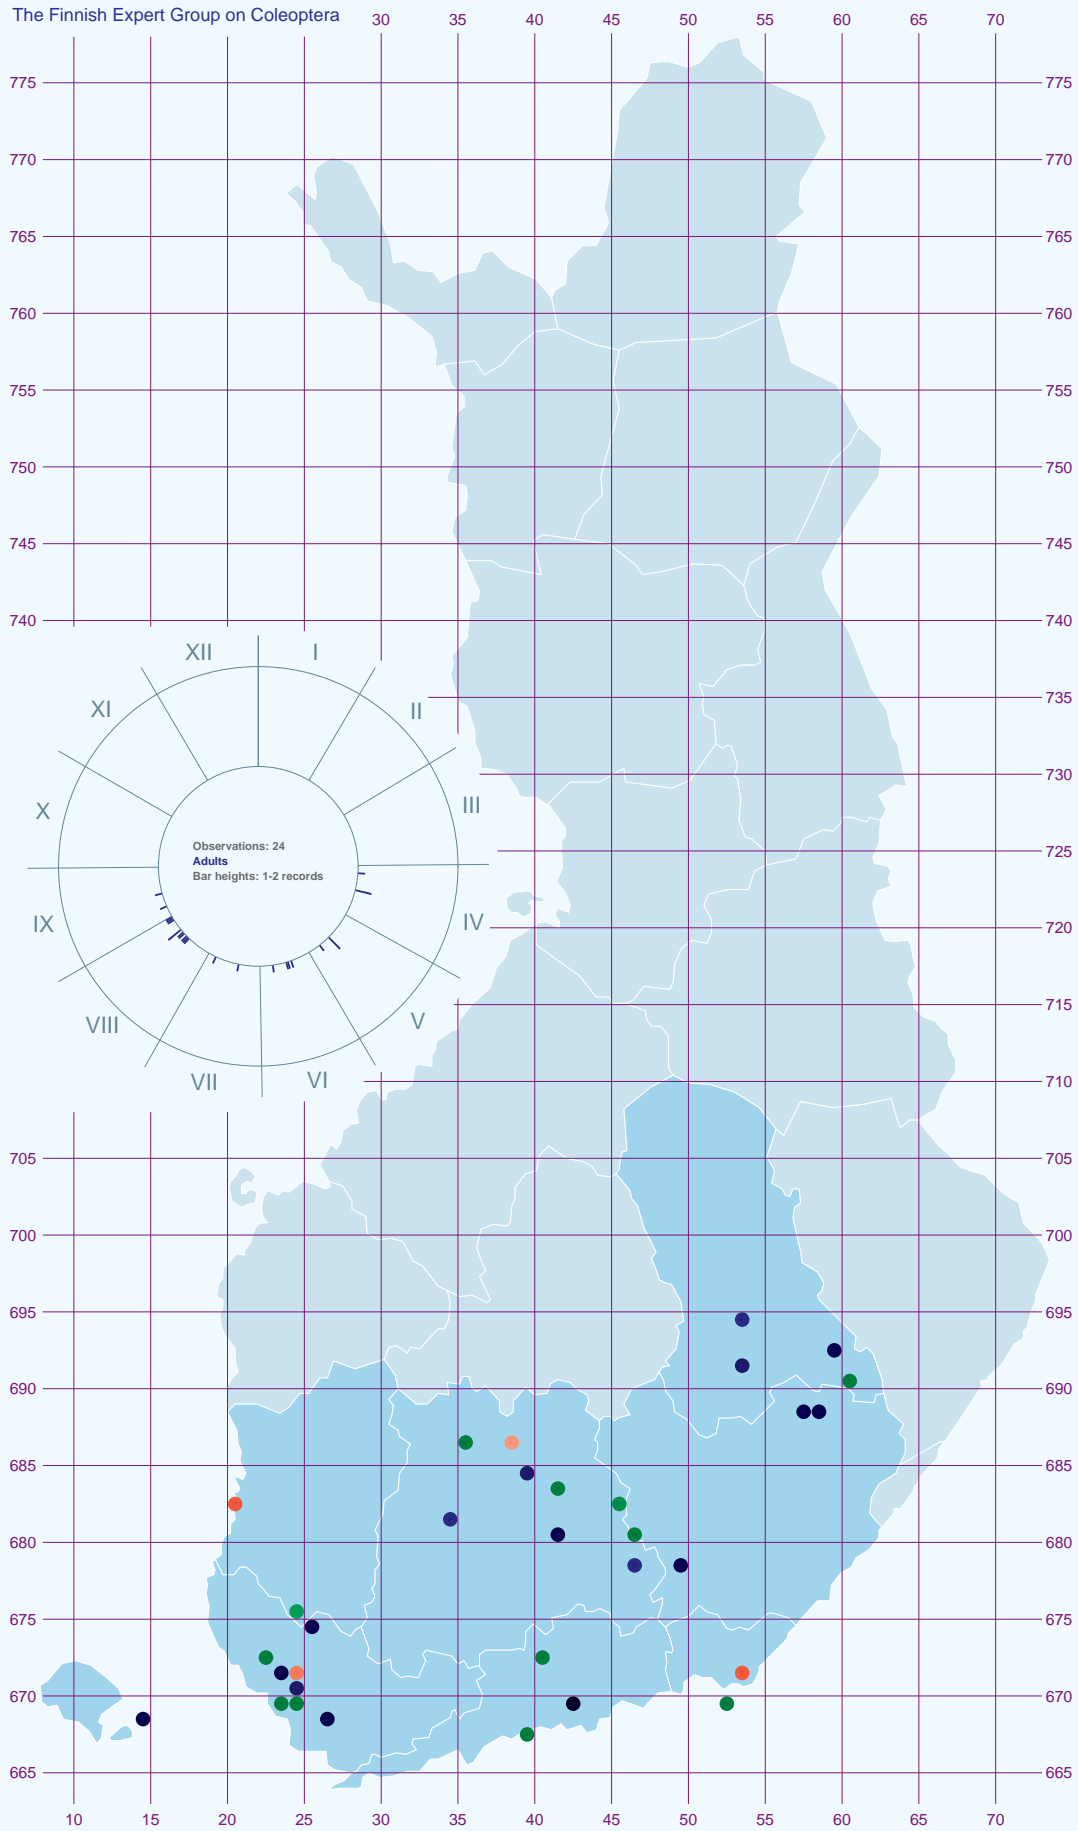 The Finnish Expert Group on Coleoptera
30 35 40 45 50 55 60 65 70
775 775
770 770
765 765
760 760
755 755
750 750
745 745
740 740
XII I
XI II
735
730
X III
Observations: 24
Adults
Bar heights: 1-2 records
725
IX IV 720 720
715
VIII V
VII VI
710 710
705 705
700 700
695 695
690 690
685 685
680 680
675 675
670 670
665 665
10 15 20 25 30 35 40 45 50 55 60 65 70